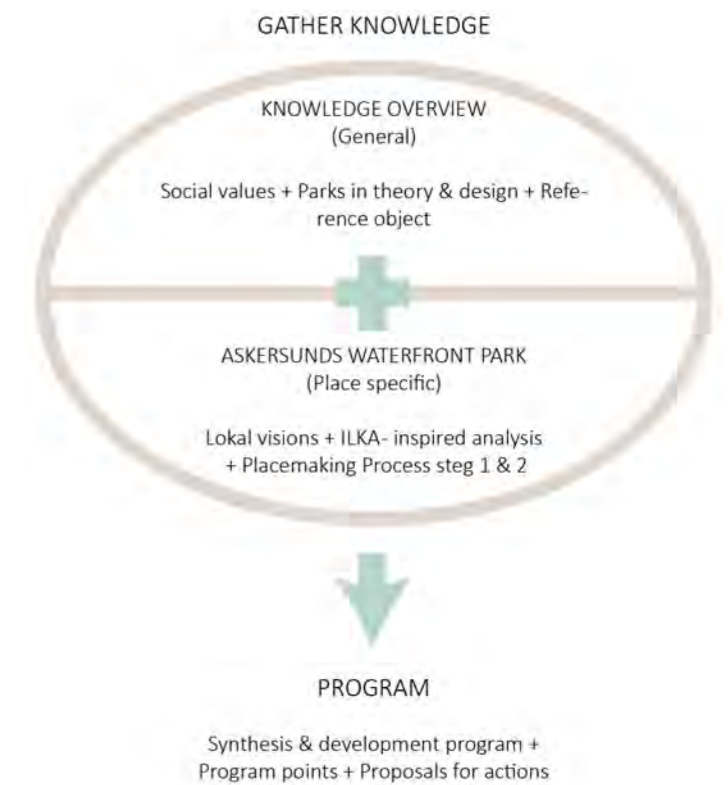 GATHER KNOWLEDGE
KNOWLEDGE OVERVIEW
(General)
Social values + Parks in theory & design + Refe-
rence object
ASKERSUNDS WATERFRONT PARK
(Place specific)
Lokal visions + ILKA- inspired analysis
+ Placemaking Process steg 1 & 2
PROGRAM
Synthesis & development program +
Program points + Proposals for actions